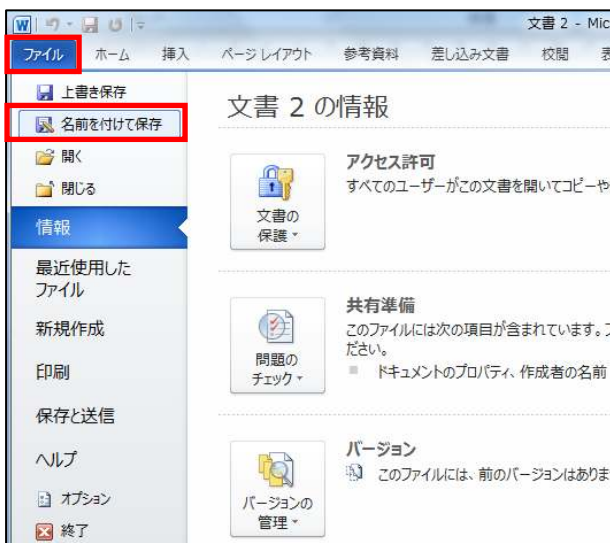 文書 2 - Mic
ファイル ホーム 挿入 ページ レイアウト 参考資料 差し込み文書 校閲
上書き保存
名前を付けて保存
開く
閉じる
情報
最近使用した
ファイル
新規作成
印刷
保存と送信
ヘルプ
オプション
終了
文書 2 の情報
文書の
保護
アクセス許可
すべてのユーザーがこの文書を開いてコピーや
問題の
チェック
共有準備
このファイルには次の項目が含まれています。フ
ださい。
ドキュメントのプロパティ、作成者の名前
バージョンの
管理
バージョン
このファイルには、前のバージョンはありま